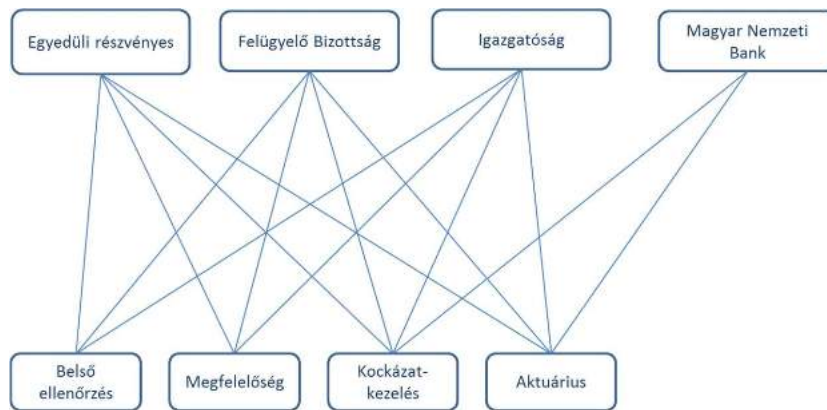 Egyedüli részvényes
Felügyelő Bizottság
Igazgatóság
Magyar Nemzeti
Bank
Belső
ellenőrzés
Megfelelőség
Kockázat-
kezelés
Aktuárius